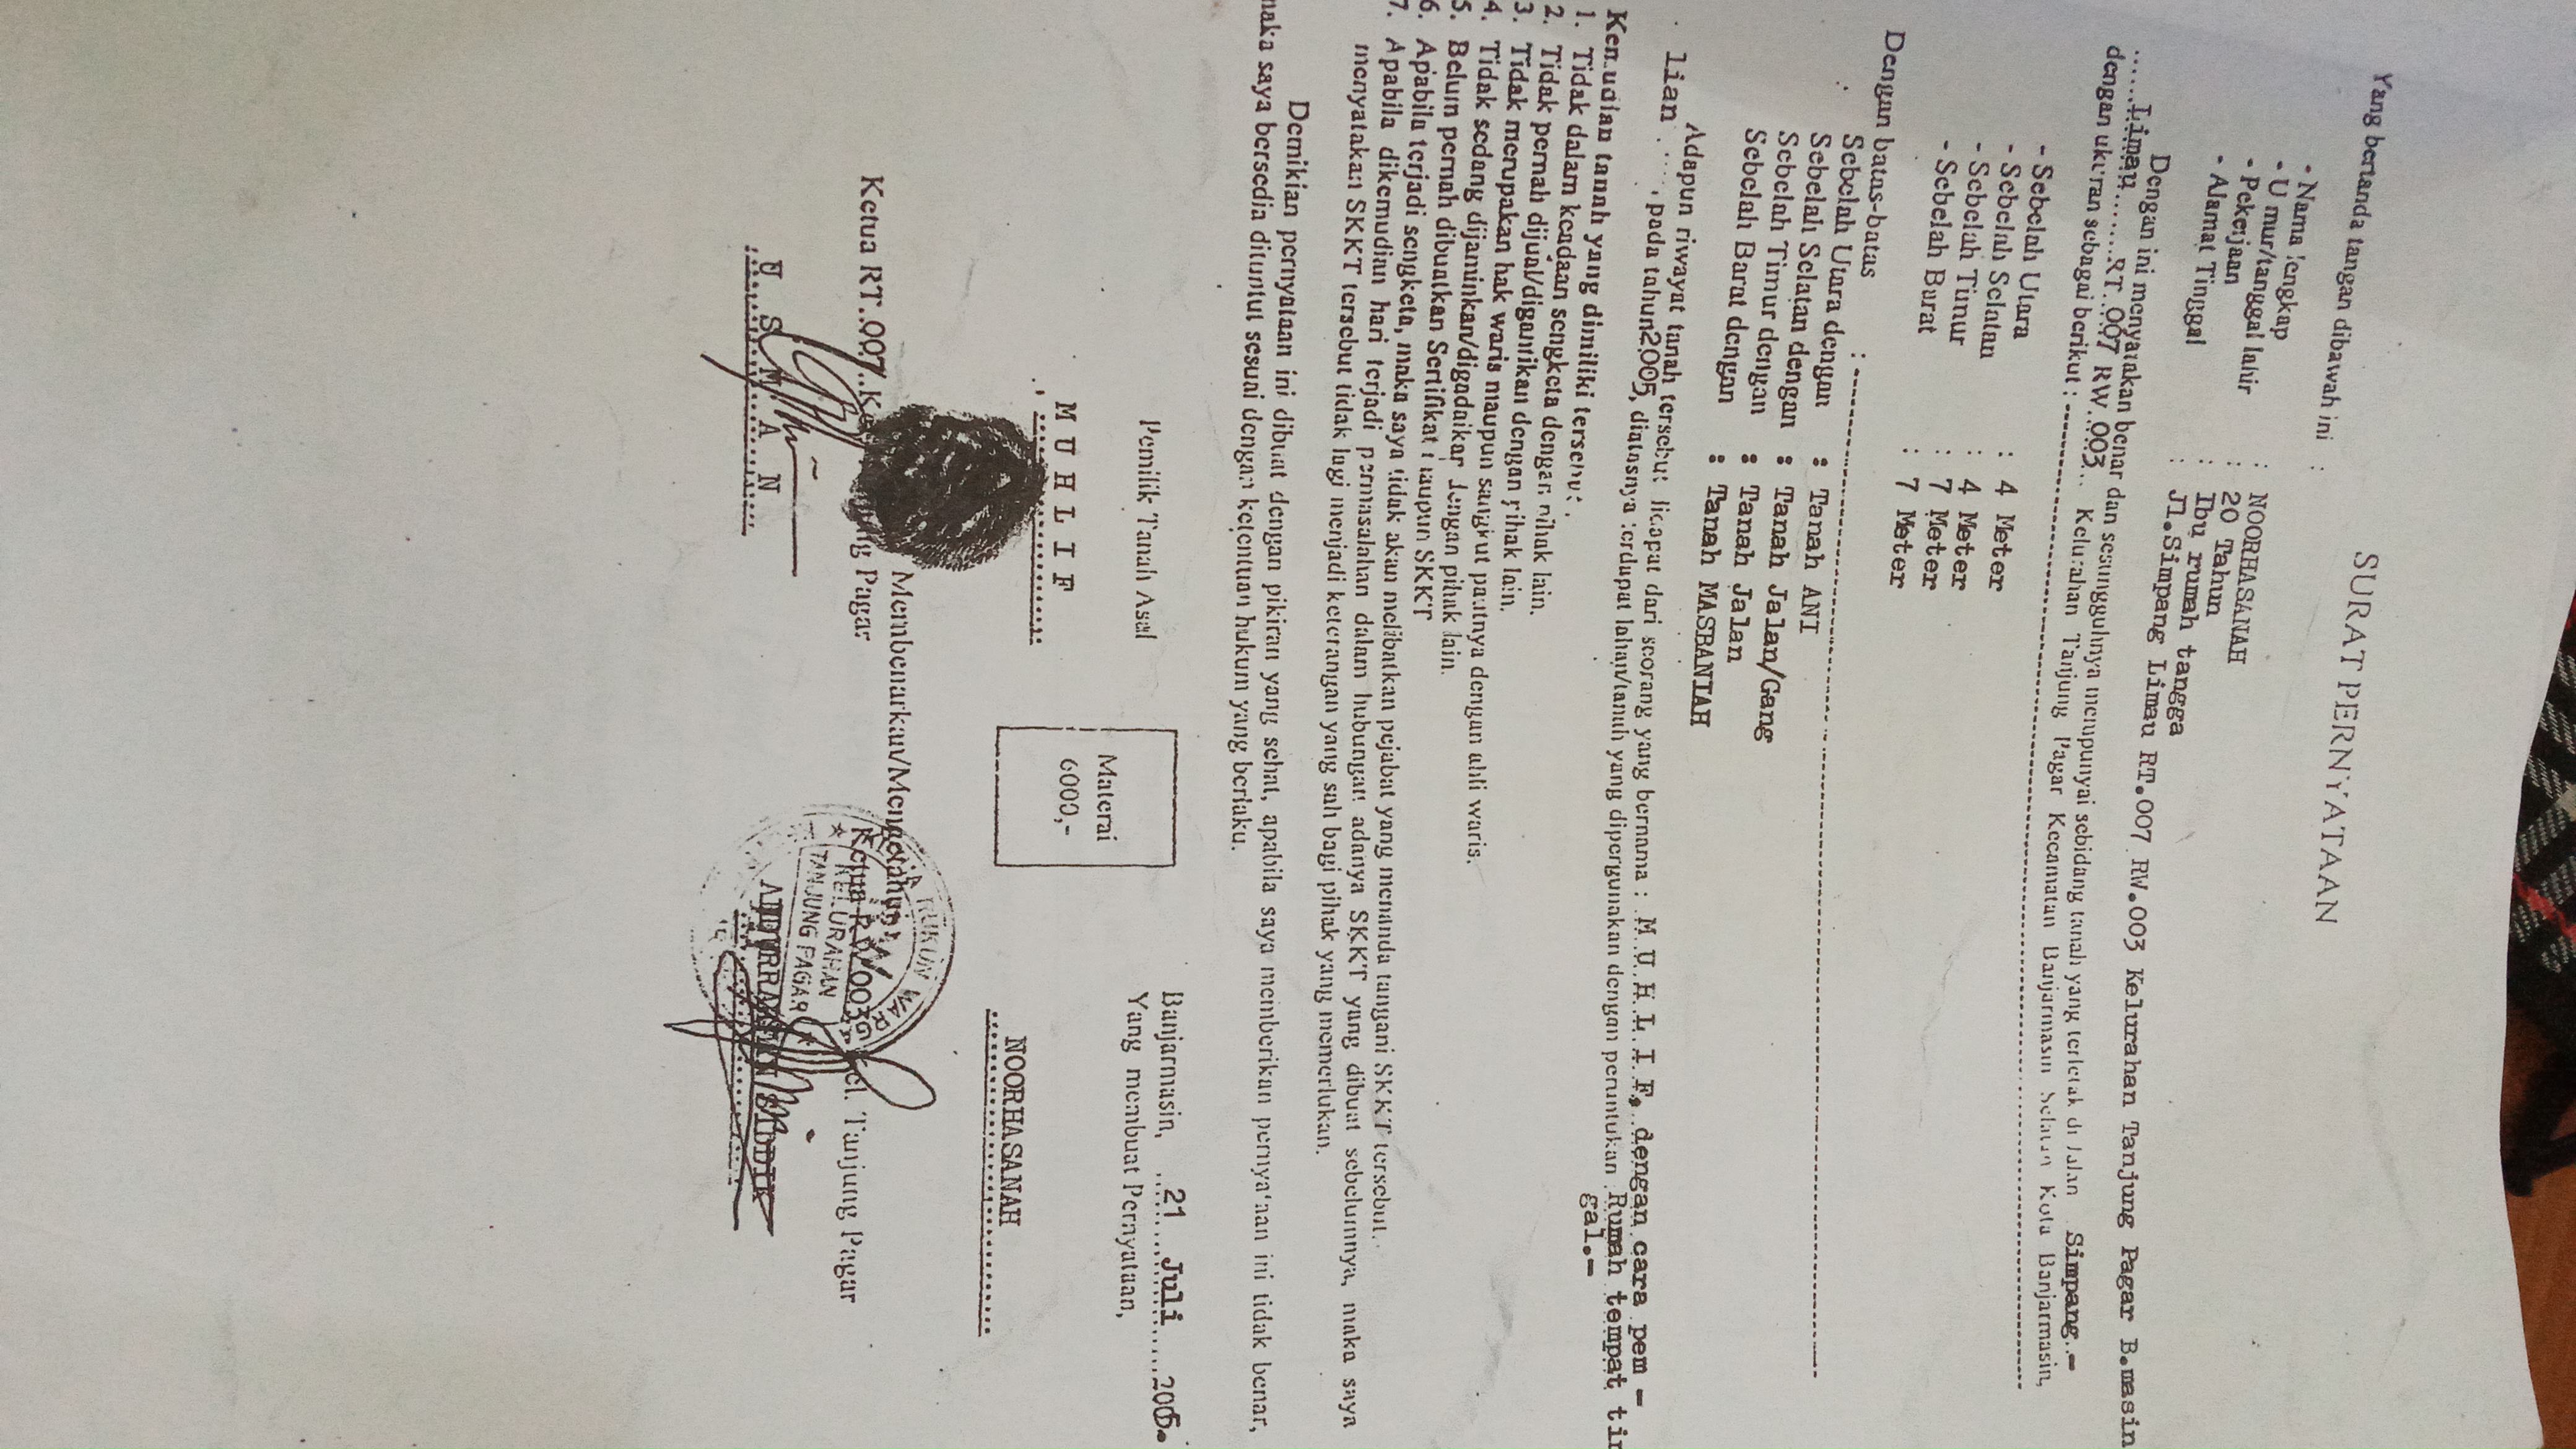 SURAT PERNYATAAN
Yang bertanda tangan dibawah ini :
- Nama lengkap : NOORHASANAH
- Umur/tanggal lahir : 20 Tahun
- Pekerjaan : Ibu rumah tangga
- Alamat Tinggal : Jl.Simpang Limau RT.007 RW.003 Kelurahan Tanjung Pagar B.masin
Dengan ini menyatakan benar dan sesungguhnya mempunyai sebidang tanah yang terletak di Jalan Simpang.-
.....Limau.......RT..007 RW.003... Kelurahan Tanjung Pagar Kecamatan Banjarmasin Selatan Kota Banjarmasin,
dengan ukuran sebagai berikut :
- Sebelah Utara : 4 Meter
- Sebelah Selatan : 4 Meter
- Sebelah Timur : 7 Meter
- Sebelah Barat : 7 Meter
Dengan batas-batas :
Sebelah Utara dengan : Tanah ANI
Sebelah Selatan dengan : Tanah Jalan/Gang
Sebelah Timur dengan : Tanah Jalan
Sebelah Barat dengan : Tanah MASBANIAH
Adapun riwayat tanah tersebut didapat dari seorang yang bernama : M U H L I F. dengan cara pem -
lian ...., pada tahun 2005, diatasnya terdapat lahan/tanah yang dipergunakan dengan peruntukan Rumah tempat tin
gal.-
Kemudian tanah yang dimiliki tersebut :
1. Tidak dalam keadaan sengketa dengan pihak lain.
2. Tidak pernah dijual/digantikan dengan pihak lain.
3. Tidak merupakan hak waris maupun sangkut pautnya dengan ahli waris.
4. Tidak sedang dijaminkan/digadaikan dengan pihak lain.
5. Belum pernah dibuatkan Sertifikat maupun SKKT
6. Apabila terjadi sengketa, maka saya tidak akan melibatkan pejabat yang menanda tangani SKKT tersebut.
7. Apabila dikemudian hari terjadi permasalahan dalam hubungan adanya SKKT yang dibuat sebelumnya, maka saya
menyatakan SKKT tersebut tidak lagi menjadi keterangan yang sah bagi pihak yang memerlukan.
Demikian pernyataan ini dibuat dengan pikiran yang sehat, apabila saya memberikan pernyataan ini tidak benar,
maka saya bersedia dituntut sesuai dengan ketentuan hukum yang berlaku.
Banjarmasin, 21 Juli 2005.
Pemilik Tanah Asal
Yang membuat Pernyataan,
Materai
6000,-
M U H L I F
NOORHASANAH
Membenarkan/Mengetahui
Ketua RT.007. Pagar
Ketua RW 003 Kel. Tanjung Pagar
RUKUN WAR
KELURAHAN
TANJUNG PAGAR
U S M A N
ABDURRAHMAN SIDDIK